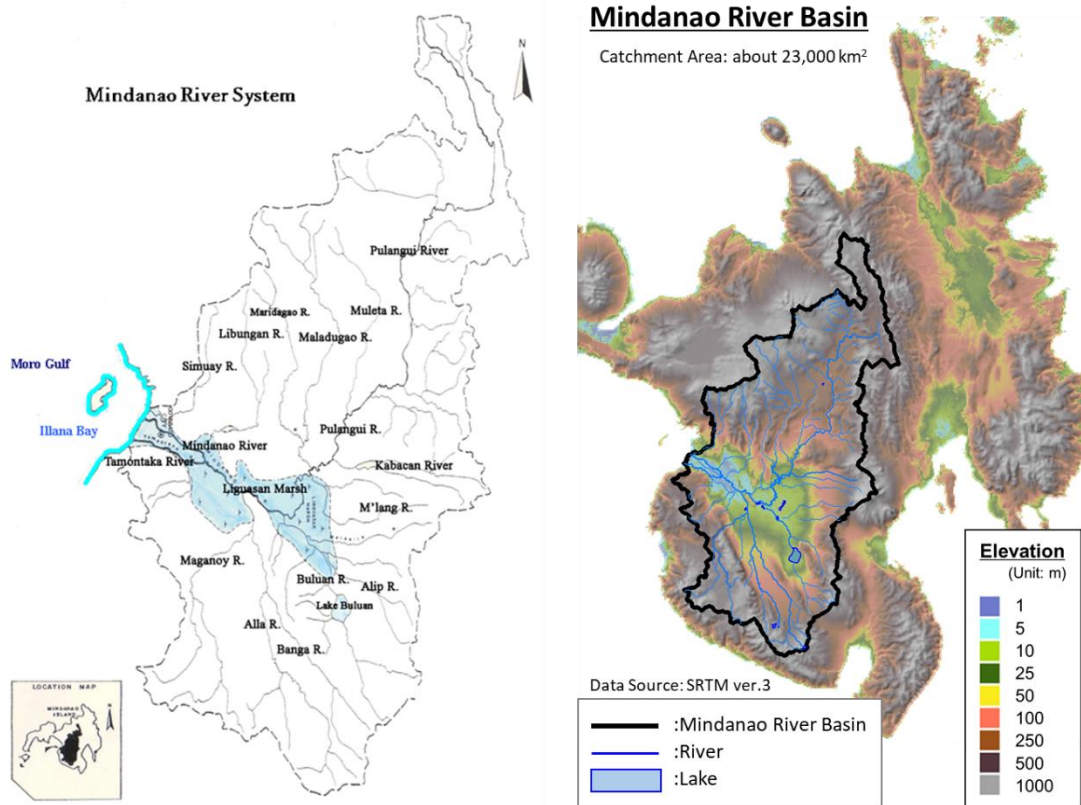 Mindanao River System
N
Pulangui River
Maridagao R.
Muleta R.
Libungan R.
Maladugao R.
Simuay R.
Moro Gulf
Illana Bay
Pulangui R.
Mindanao River
Tamontaka River
Kabacan River
Liguasan Marsh
M'lang R.
Maganoy R.
Buluan R.
Alip R.
Lake Buluan
Alla R.
Banga R.
LOCATION MAP
MINDANAO
ISLAND
N
Mindanao River Basin
Catchment Area: about 23,000 km²
Data Source: SRTM ver.3
:Mindanao River Basin
:River
:Lake
Elevation
(Unit: m)
1
5
10
25
50
100
250
500
1000